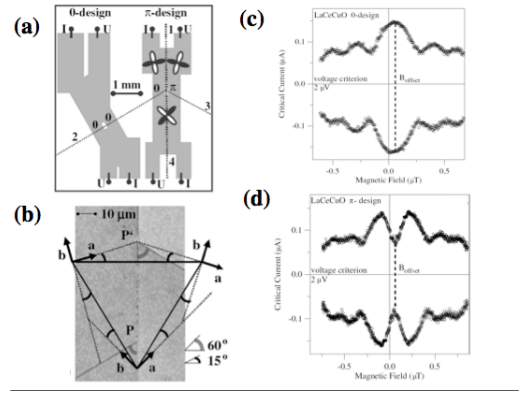 (a)
0-design
π-design
I
U
I
1
U
1 mm
0
π
0
0
2
3
4
U
I
U
I
(b)
10 µm
P'
a
b
b
a
P
b
a
60°
15°
(c)
LaCeCuO 0-design
Critical Current (µA)
0.1
0.0
-0.1
voltage criterion
2 µV
B offset
-0.5
0.0
0.5
Magnetic Field (µT)
(d)
LaCeCuO π- design
Critical Current (µA)
0.1
0.0
-0.1
voltage criterion
2 µV
B offset
-0.5
0.0
0.5
Magnetic Field (µT)